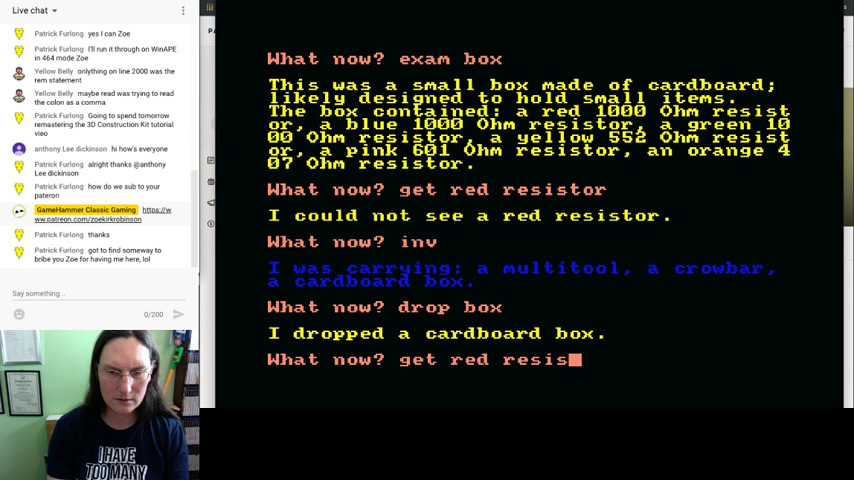 Live chat
Patrick Furlong yes I can Zoe
Patrick Furlong I'll run it through on WinAPE
in 464 mode Zoe
Yellow Belly onlything on line 2000 was the
rem statement
Yellow Belly maybe read was trying to read
the colon as a comma
Patrick Furlong Going to spend tomorrow
remastering the 3D Construction Kit tutorial
vieo
anthony Lee dickinson hi how's everyone
Patrick Furlong alright thanks @anthony
Lee dickinson
Patrick Furlong how do we sub to your
pateron
GameHammer Classic Gaming https://w
ww.patreon.com/zoekirkrobinson
Patrick Furlong thanks
Patrick Furlong got to find someway to
bribe you Zoe for having me here, lol
Say something...
0/200
What now? exam box
This was a small box made of cardboard;
likely designed to hold small items.
The box contained: a red 1000 Ohm resist
or, a blue 1000 Ohm resistor, a green 10
00 Ohm resistor, a yellow 552 Ohm resist
or, a pink 601 Ohm resistor, an orange 4
07 Ohm resistor.
What now? get red resistor
I could not see a red resistor.
What now? inv
I was carrying: a multitool, a crowbar,
a cardboard box.
What now? drop box
I dropped a cardboard box.
What now? get red resis
I HAVE
TOO MANY